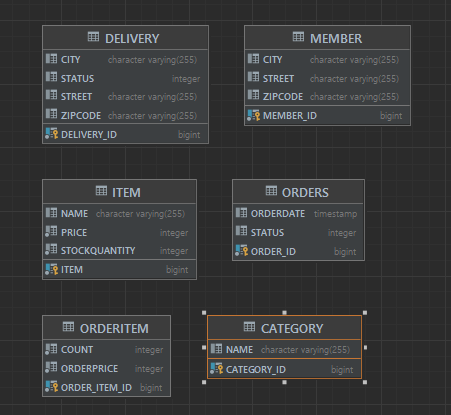 DELIVERY
CITY character varying(255)
STATUS integer
STREET character varying(255)
ZIPCODE character varying(255)
DELIVERY_ID bigint
MEMBER
CITY character varying(255)
STREET character varying(255)
ZIPCODE character varying(255)
MEMBER_ID bigint
ITEM
NAME character varying(255)
PRICE integer
STOCKQUANTITY integer
ITEM bigint
ORDERS
ORDERDATE timestamp
STATUS integer
ORDER_ID bigint
ORDERITEM
COUNT integer
ORDERPRICE integer
ORDER_ITEM_ID bigint
CATEGORY
NAME character varying(255)
CATEGORY_ID bigint